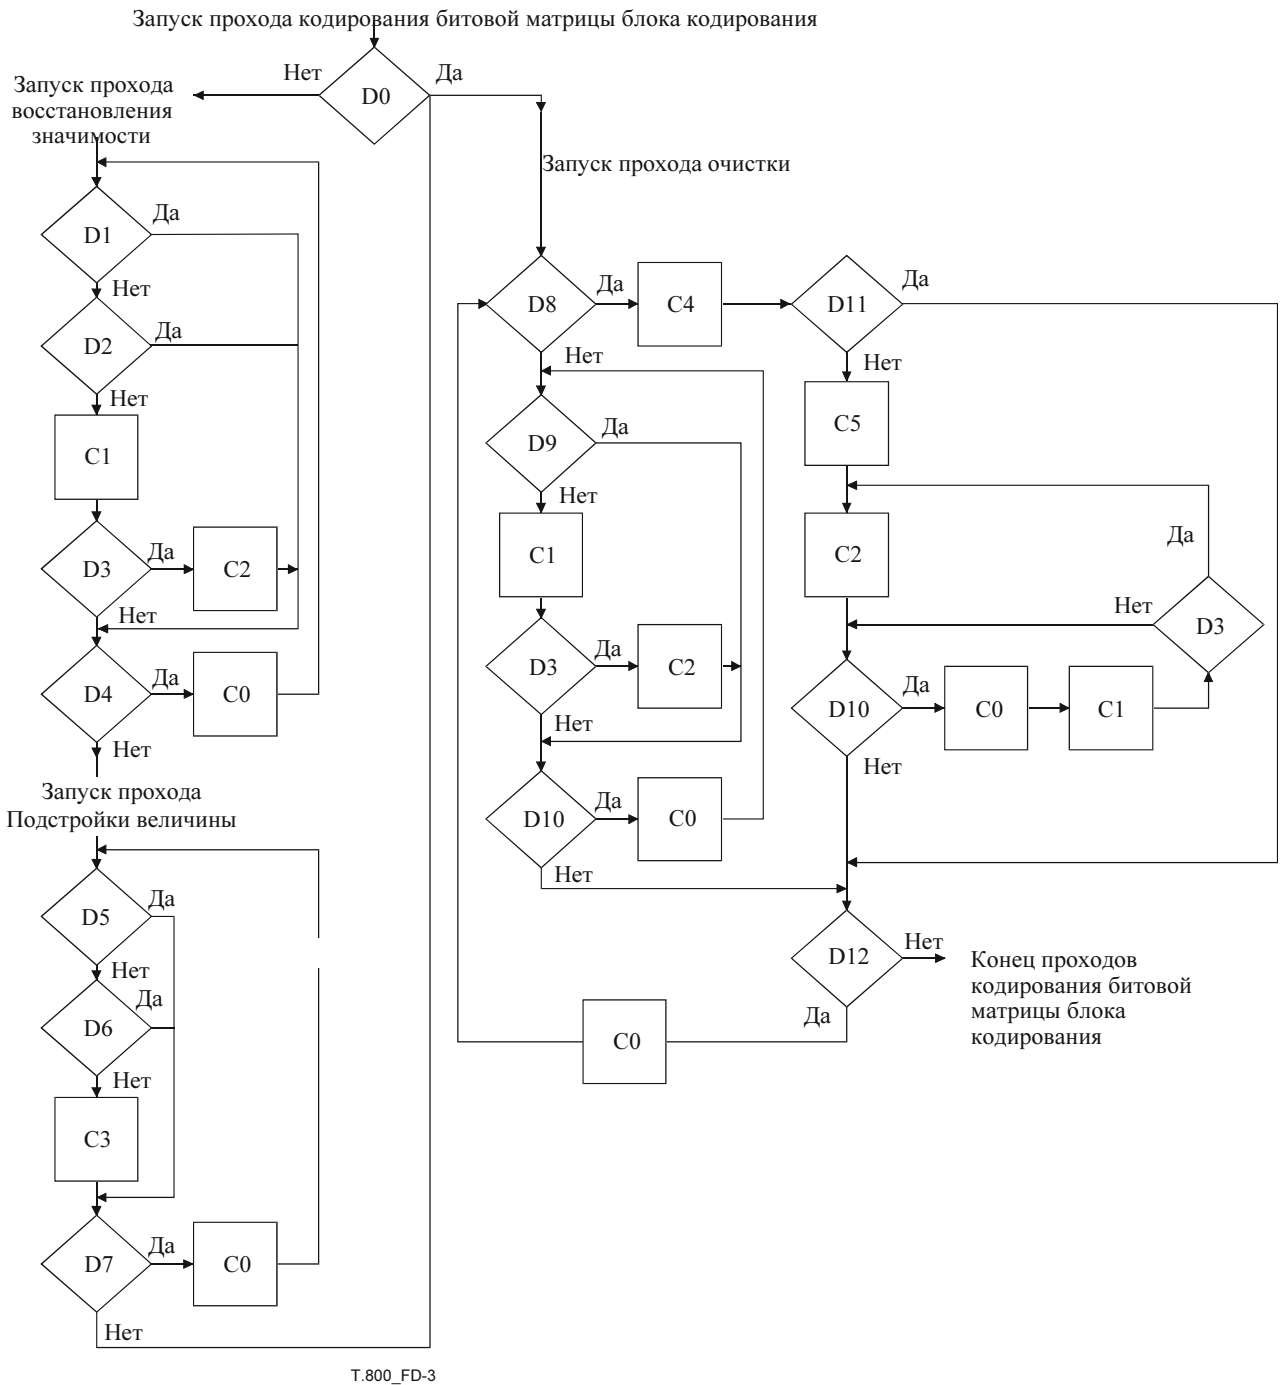 Запуск прохода кодирования битовой матрицы блока кодирования
D0
Нет
Да
Запуск прохода
восстановления
значимости
D1
Да
Нет
D2
Да
Нет
C1
D3
Да
C2
Нет
D4
Да
C0
Нет
Запуск прохода
Подстройки величины
D5
Да
Нет
D6
Да
Нет
C3
D7
Да
C0
Нет
Запуск прохода очистки
D8
Да
C4
D11
Да
Нет
Нет
D9
Да
Нет
C1
D3
Да
C2
Нет
D10
Да
C0
Нет
C5
C2
Да
Нет
D3
D10
Да
C0
C1
Нет
D12
Нет
Да
C0
Конец проходов
кодирования битовой
матрицы блока
кодирования
T.800_FD-3